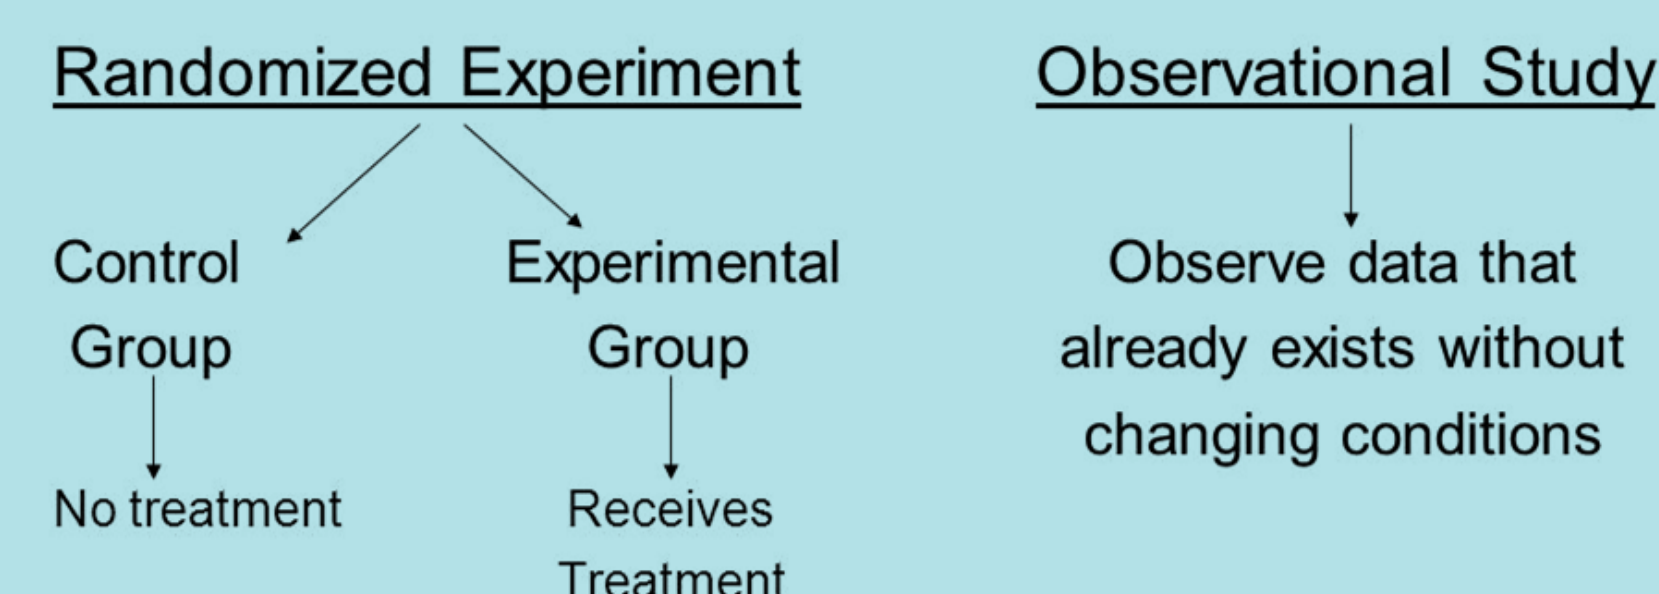 Randomized Experiment
Control
Group
No treatment
Experimental
Group
Receives
Treatment
Observational Study
Observe data that
already exists without
changing conditions